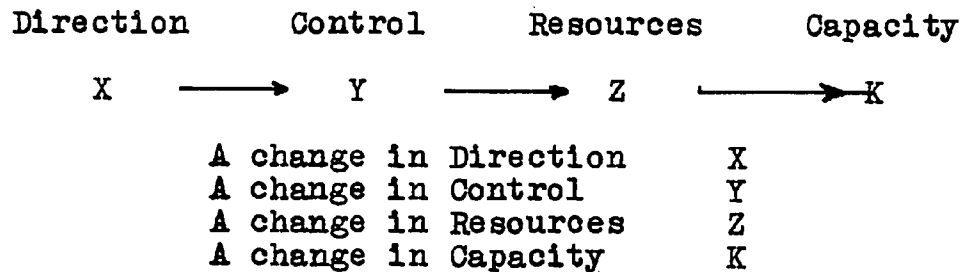 Direction Control Resources Capacity
X Y Z K
A change in Direction X
A change in Control Y
A change in Resources Z
A change in Capacity K